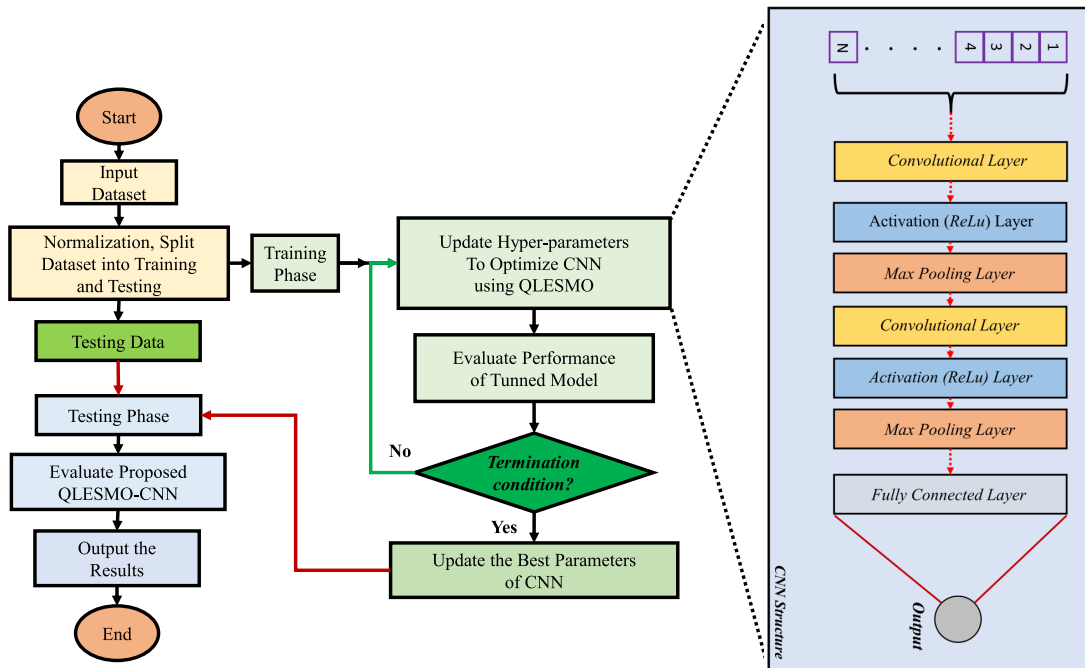 Start
Input
Dataset
Normalization, Split
Dataset into Training
and Testing
Training
Phase
Update Hyper-parameters
To Optimize CNN
using QLESMO
Testing Data
Evaluate Performance
of Tunned Model
Testing Phase
No
Termination
condition?
Evaluate Proposed
QLESMO-CNN
Yes
Output the
Results
Update the Best Parameters
of CNN
End
N . . . . 4 3 2 1
Convolutional Layer
Activation (ReLu) Layer
Max Pooling Layer
Convolutional Layer
Activation (ReLu) Layer
Max Pooling Layer
Fully Connected Layer
Output
CNN Structure